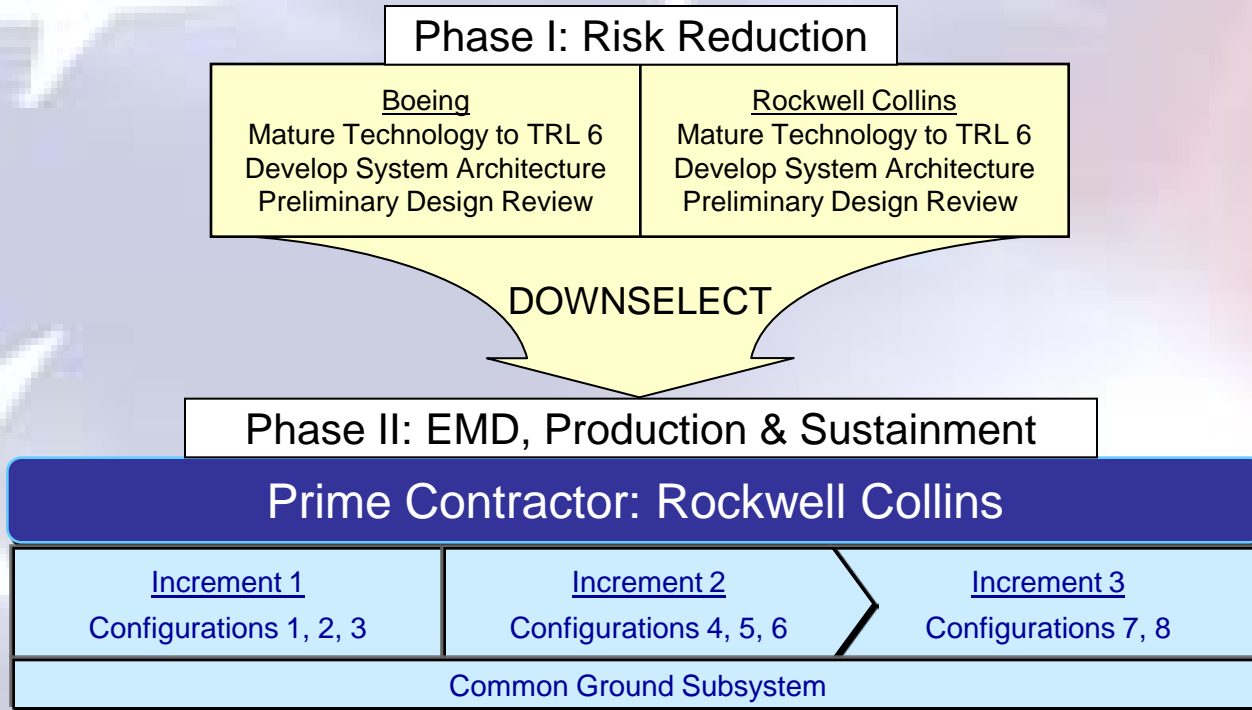 Phase I: Risk Reduction
Boeing
Mature Technology to TRL 6
Develop System Architecture
Preliminary Design Review
Rockwell Collins
Mature Technology to TRL 6
Develop System Architecture
Preliminary Design Review
DOWNSELECT
Phase II: EMD, Production & Sustainment
Prime Contractor: Rockwell Collins
Increment 1
Configurations 1, 2, 3
Increment 2
Configurations 4, 5, 6
Increment 3
Configurations 7, 8
Common Ground Subsystem